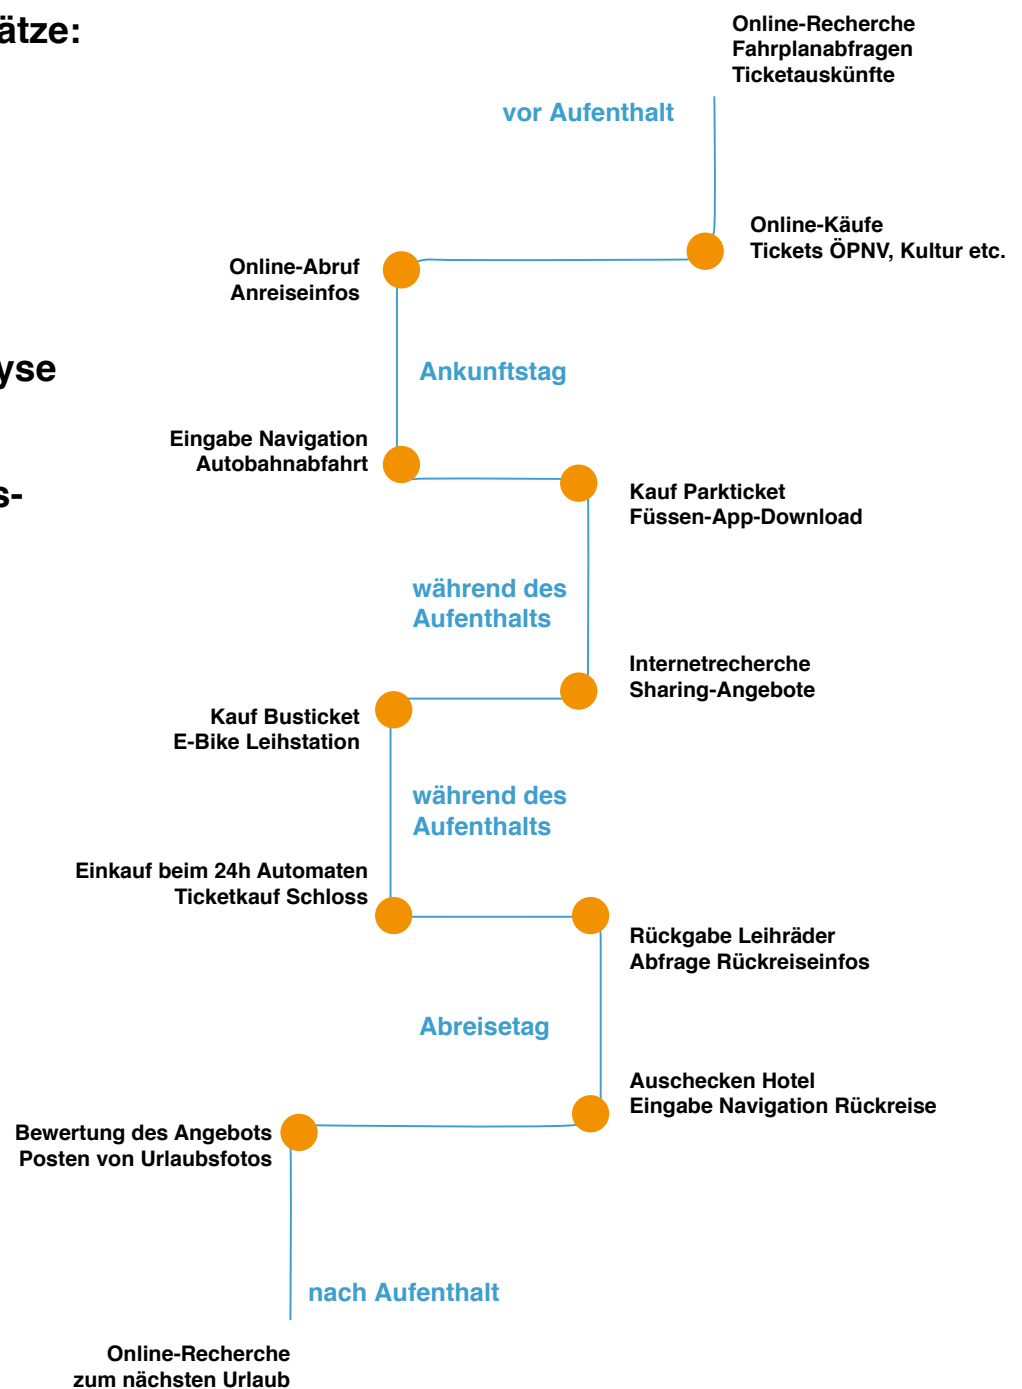 ätze:
Online-Recherche
Fahrplanabfragen
Ticketauskünfte
vor Aufenthalt
Online-Käufe
Tickets ÖPNV, Kultur etc.
Online-Abruf
Anreiseinfos
yse
Ankunftstag
Eingabe Navigation
Autobahnabfahrt
s-
Kauf Parkticket
Füssen-App-Download
während des
Aufenthalts
Internetrecherche
Sharing-Angebote
Kauf Busticket
E-Bike Leihstation
während des
Aufenthalts
Einkauf beim 24h Automaten
Ticketkauf Schloss
Rückgabe Leihräder
Abfrage Rückreiseinfos
Abreisetag
Auschecken Hotel
Eingabe Navigation Rückreise
Bewertung des Angebots
Posten von Urlaubsfotos
nach Aufenthalt
Online-Recherche
zum nächsten Urlaub